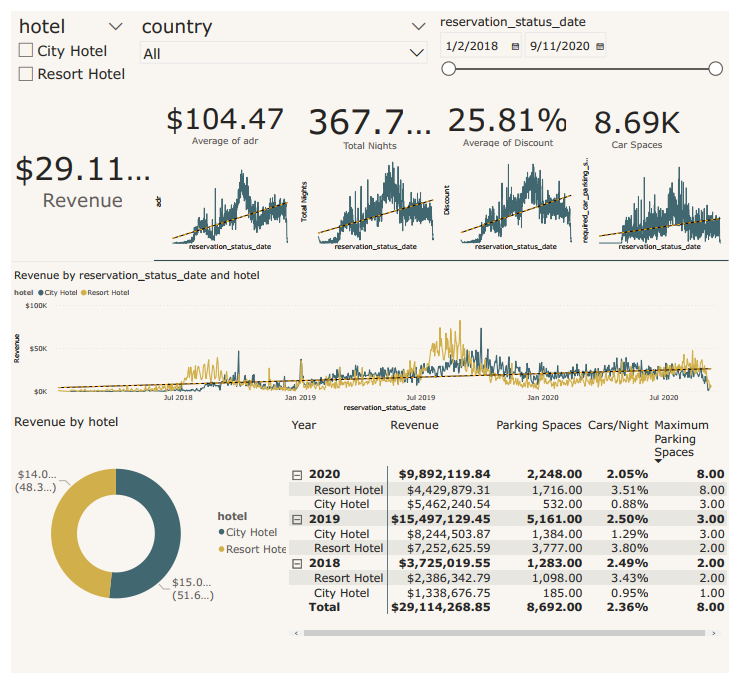 hotel
City Hotel
Resort Hotel
country
All
reservation_status_date
1/2/2018
9/11/2020
$29.11...
Revenue
$104.47
Average of adr
367.7...
Total Nights
25.81%
Average of Discount
8.69K
Car Spaces
adr
reservation_status_date
Total Nights
reservation_status_date
Discount
reservation_status_date
required_car_parking_s...
reservation_status_date
Revenue by reservation_status_date and hotel
hotel City Hotel Resort Hotel
Revenue
$100K
$50K
$0K
Jul 2018 Jan 2019 Jul 2019 Jan 2020 Jul 2020
reservation_status_date
Revenue by hotel
$14.0...
(48.3...)
$15.0...
(51.6...)
hotel
City Hotel
Resort Hote
Year Revenue Parking Spaces Cars/Night Maximum
Parking
Spaces
2020 $9,892,119.84 2,248.00 2.05% 8.00
Resort Hotel $4,429,879.31 1,716.00 3.51% 8.00
City Hotel $5,462,240.54 532.00 0.88% 3.00
2019 $15,497,129.45 5,161.00 2.50% 3.00
City Hotel $8,244,503.87 1,384.00 1.29% 3.00
Resort Hotel $7,252,625.59 3,777.00 3.80% 2.00
2018 $3,725,019.55 1,283.00 2.49% 2.00
Resort Hotel $2,386,342.79 1,098.00 3.43% 2.00
City Hotel $1,338,676.75 185.00 0.95% 1.00
Total $29,114,268.85 8,692.00 2.36% 8.00